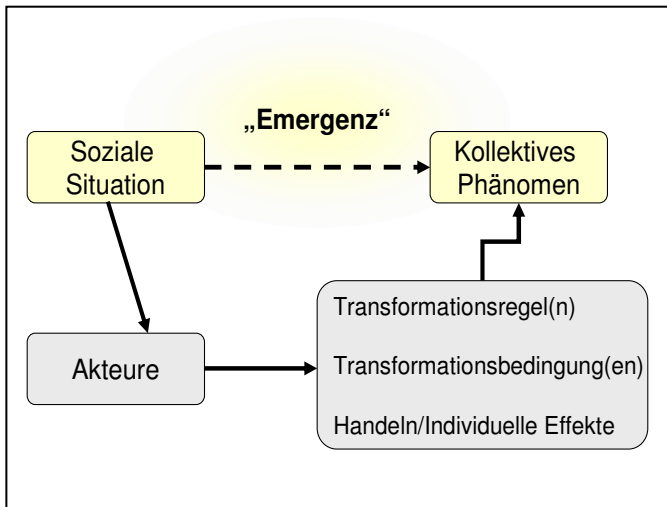 „Emergenz“
Soziale
Situation
Kollektives
Phänomen
Akteure
Transformationsregel(n)
Transformationsbedingung(en)
Handeln/Individuelle Effekte